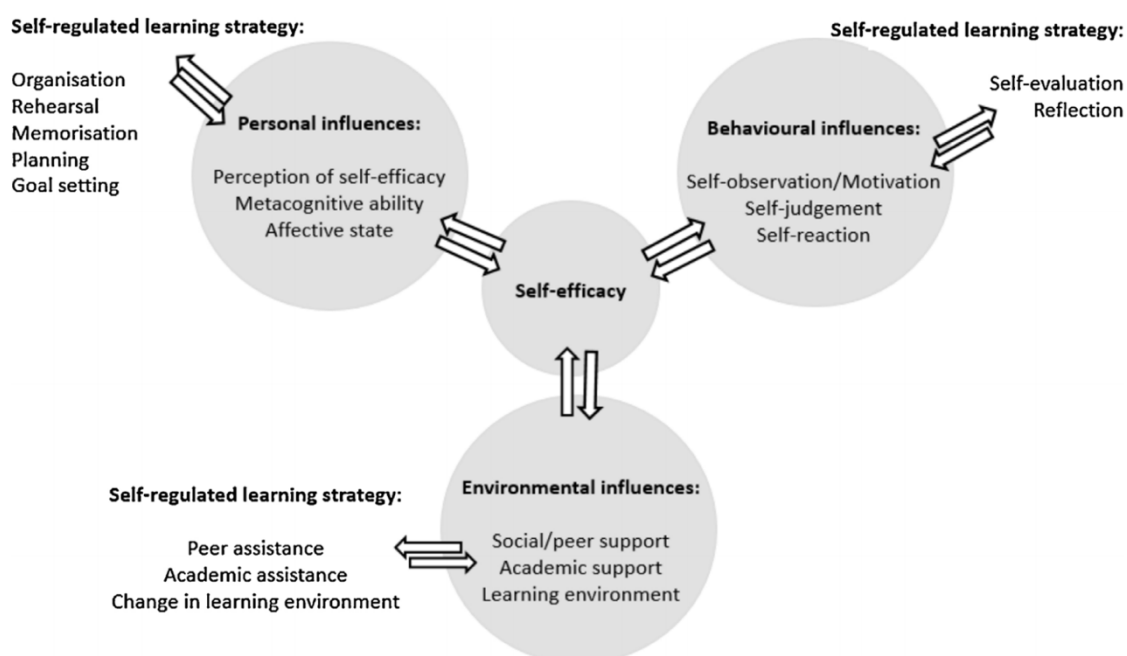 Self-regulated learning strategy:
Organisation
Rehearsal
Memorisation
Planning
Goal setting
Personal influences:
Perception of self-efficacy
Metacognitive ability
Affective state
Self-regulated learning strategy:
Self-evaluation
Reflection
Behavioural influences:
Self-observation/Motivation
Self-judgement
Self-reaction
Self-efficacy
Self-regulated learning strategy:
Peer assistance
Academic assistance
Change in learning environment
Environmental influences:
Social/peer support
Academic support
Learning environment